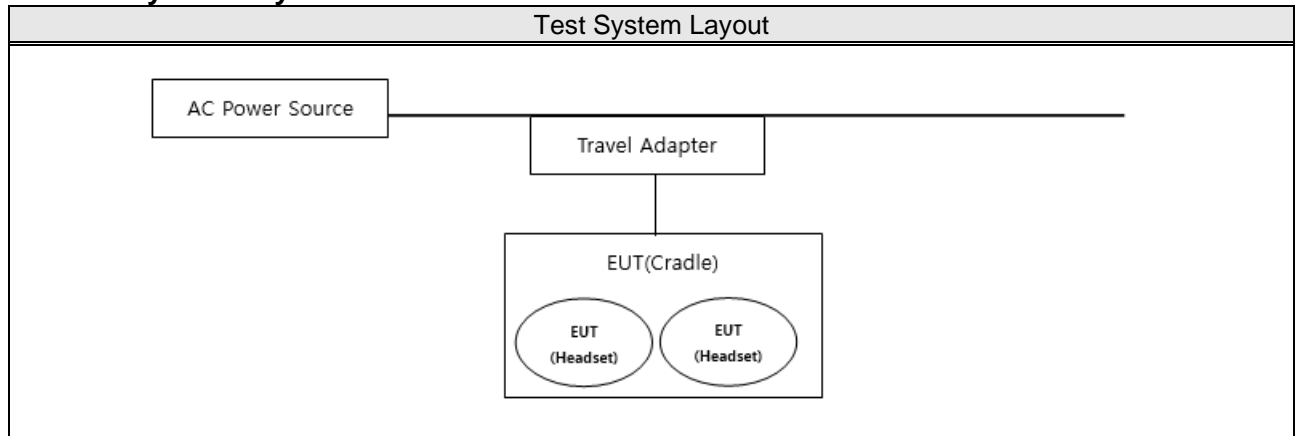 Test System Layout
AC Power Source
Travel Adapter
EUT(Cradle)
EUT
(Headset)
EUT
(Headset)